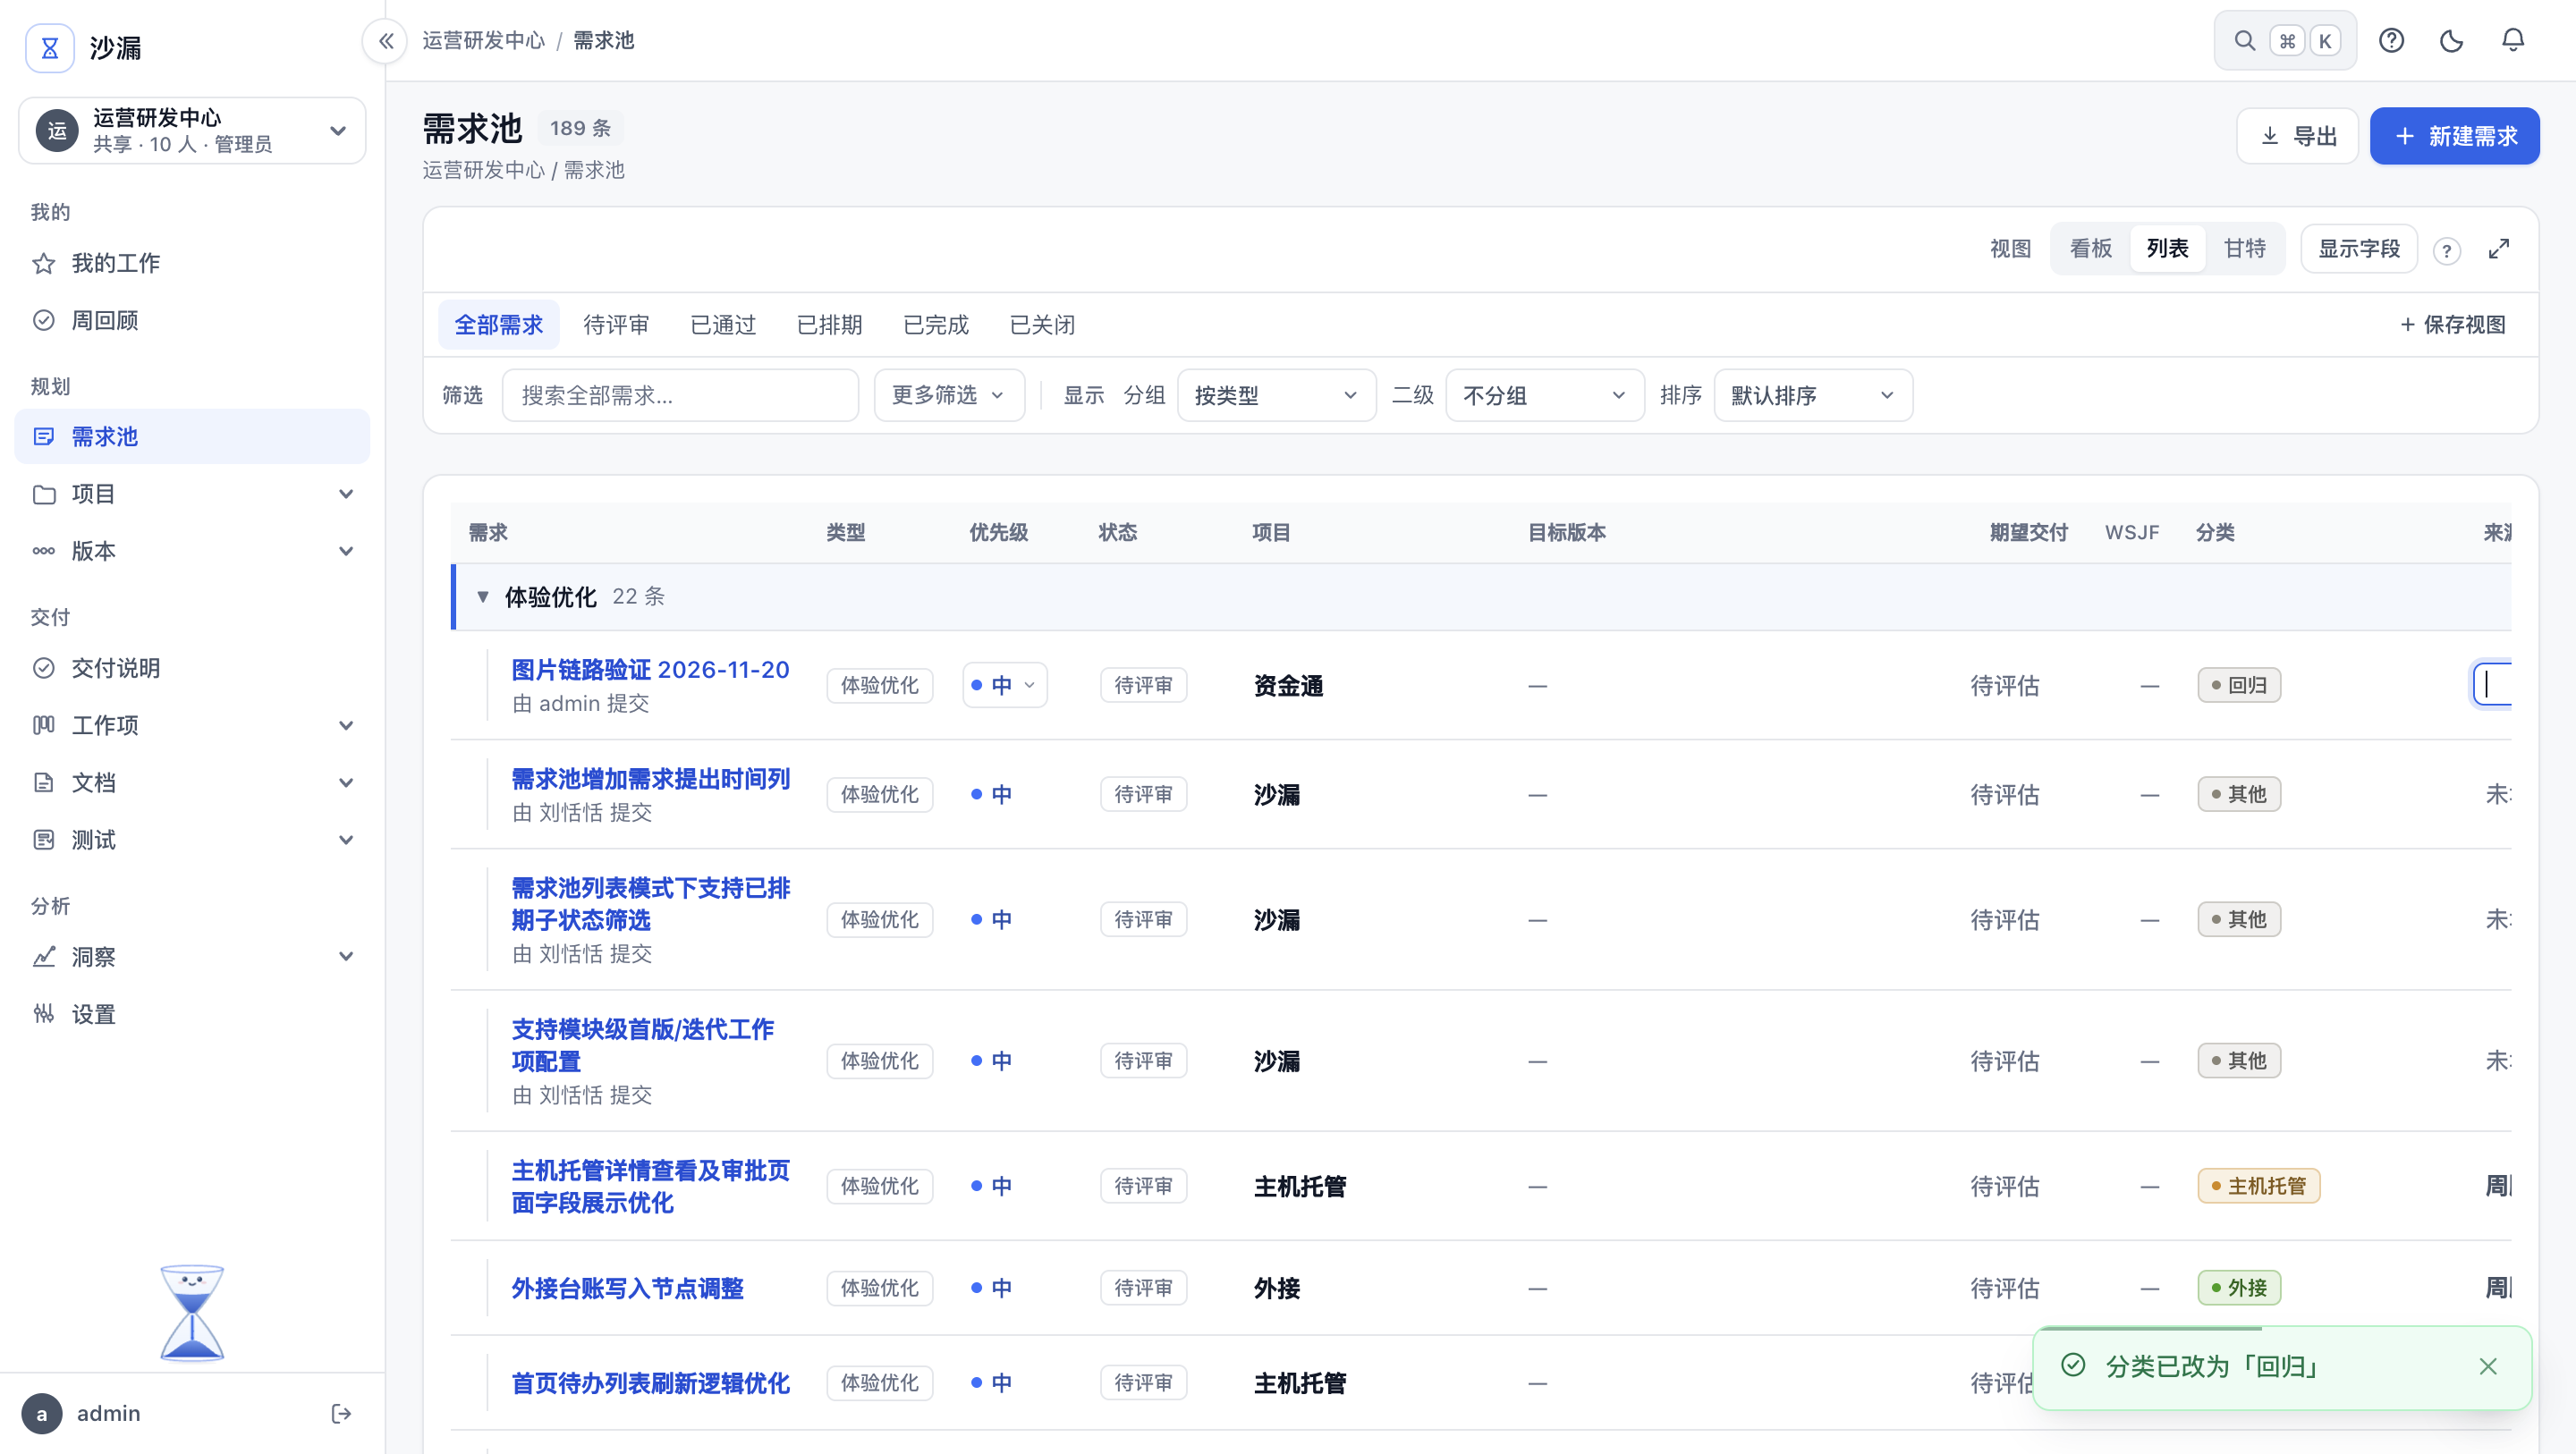 沙漏
运营研发中心 / 需求池
⌘ K
运
运营研发中心
共享 · 10 人 · 管理员
我的
我的工作
周回顾
规划
需求池
项目
版本
交付
交付说明
工作项
文档
测试
分析
洞察
设置
a admin
需求池 189 条
运营研发中心 / 需求池
导出
+ 新建需求
视图 看板 列表 甘特 显示字段 ?
全部需求 待评审 已通过 已排期 已完成 已关闭 + 保存视图
筛选 搜索全部需求... 更多筛选 显示 分组 按类型 二级 不分组 排序 默认排序
需求 类型 优先级 状态 项目 目标版本 期望交付 WSJF 分类 来
体验优化 22 条
图片链路验证 2026-11-20
由 admin 提交
体验优化 中 待评审 资金通 — 待评估 — 回归
需求池增加需求提出时间列
由 刘恬恬 提交
体验优化 中 待评审 沙漏 — 待评估 — 其他 未
需求池列表模式下支持已排
期子状态筛选
由 刘恬恬 提交
体验优化 中 待评审 沙漏 — 待评估 — 其他 未
支持模块级首版/迭代工作
项配置
由 刘恬恬 提交
体验优化 中 待评审 沙漏 — 待评估 — 其他 未
主机托管详情查看及审批页
面字段展示优化
体验优化 中 待评审 主机托管 — 待评估 — 主机托管 周
外接台账写入节点调整 体验优化 中 待评审 外接 — 待评估 — 外接 周
首页待办列表刷新逻辑优化 体验优化 中 待评审 主机托管 — 待评估
分类已改为「回归」